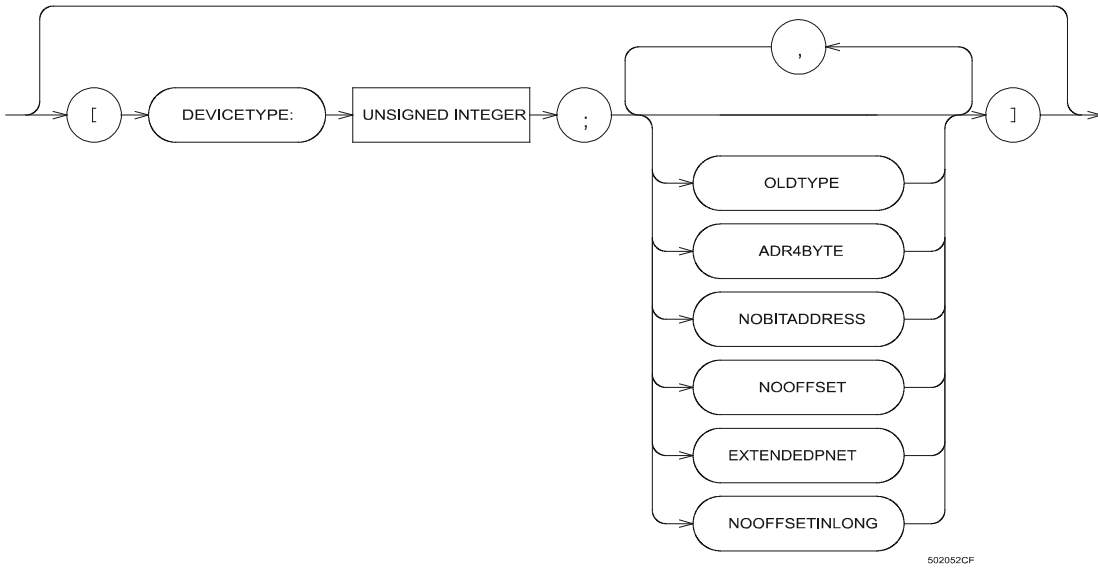 ,
[ DEVICETYPE: UNSIGNED INTEGER ; ]
OLDTYPE
ADR4BYTE
NOBITADDRESS
NOOFFSET
EXTENDEDPNET
NOOFFSETINLONG
502052CF